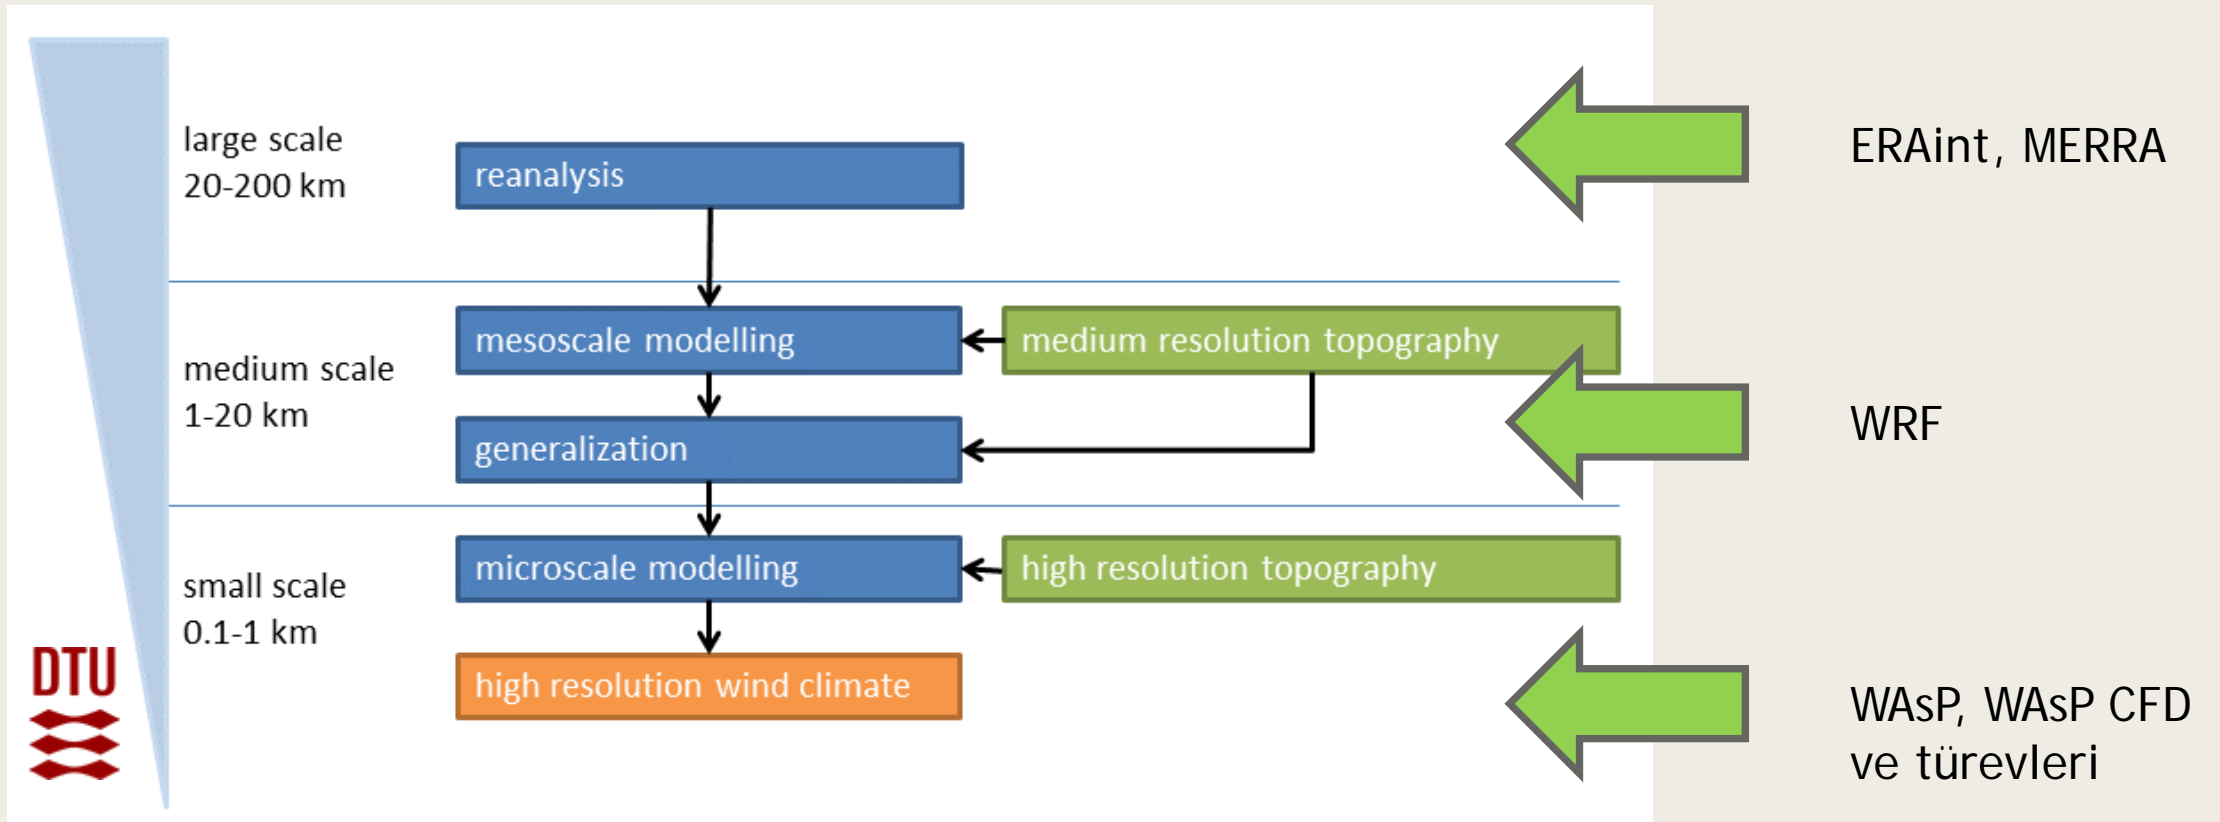 large scale
20-200 km
reanalysis
ERAint, MERRA
mesoscale modelling
medium resolution topography
medium scale
1-20 km
generalization
WRF
microscale modelling
high resolution topography
small scale
0.1-1 km
high resolution wind climate
DTU
WAsP, WAsP CFD
ve türevleri